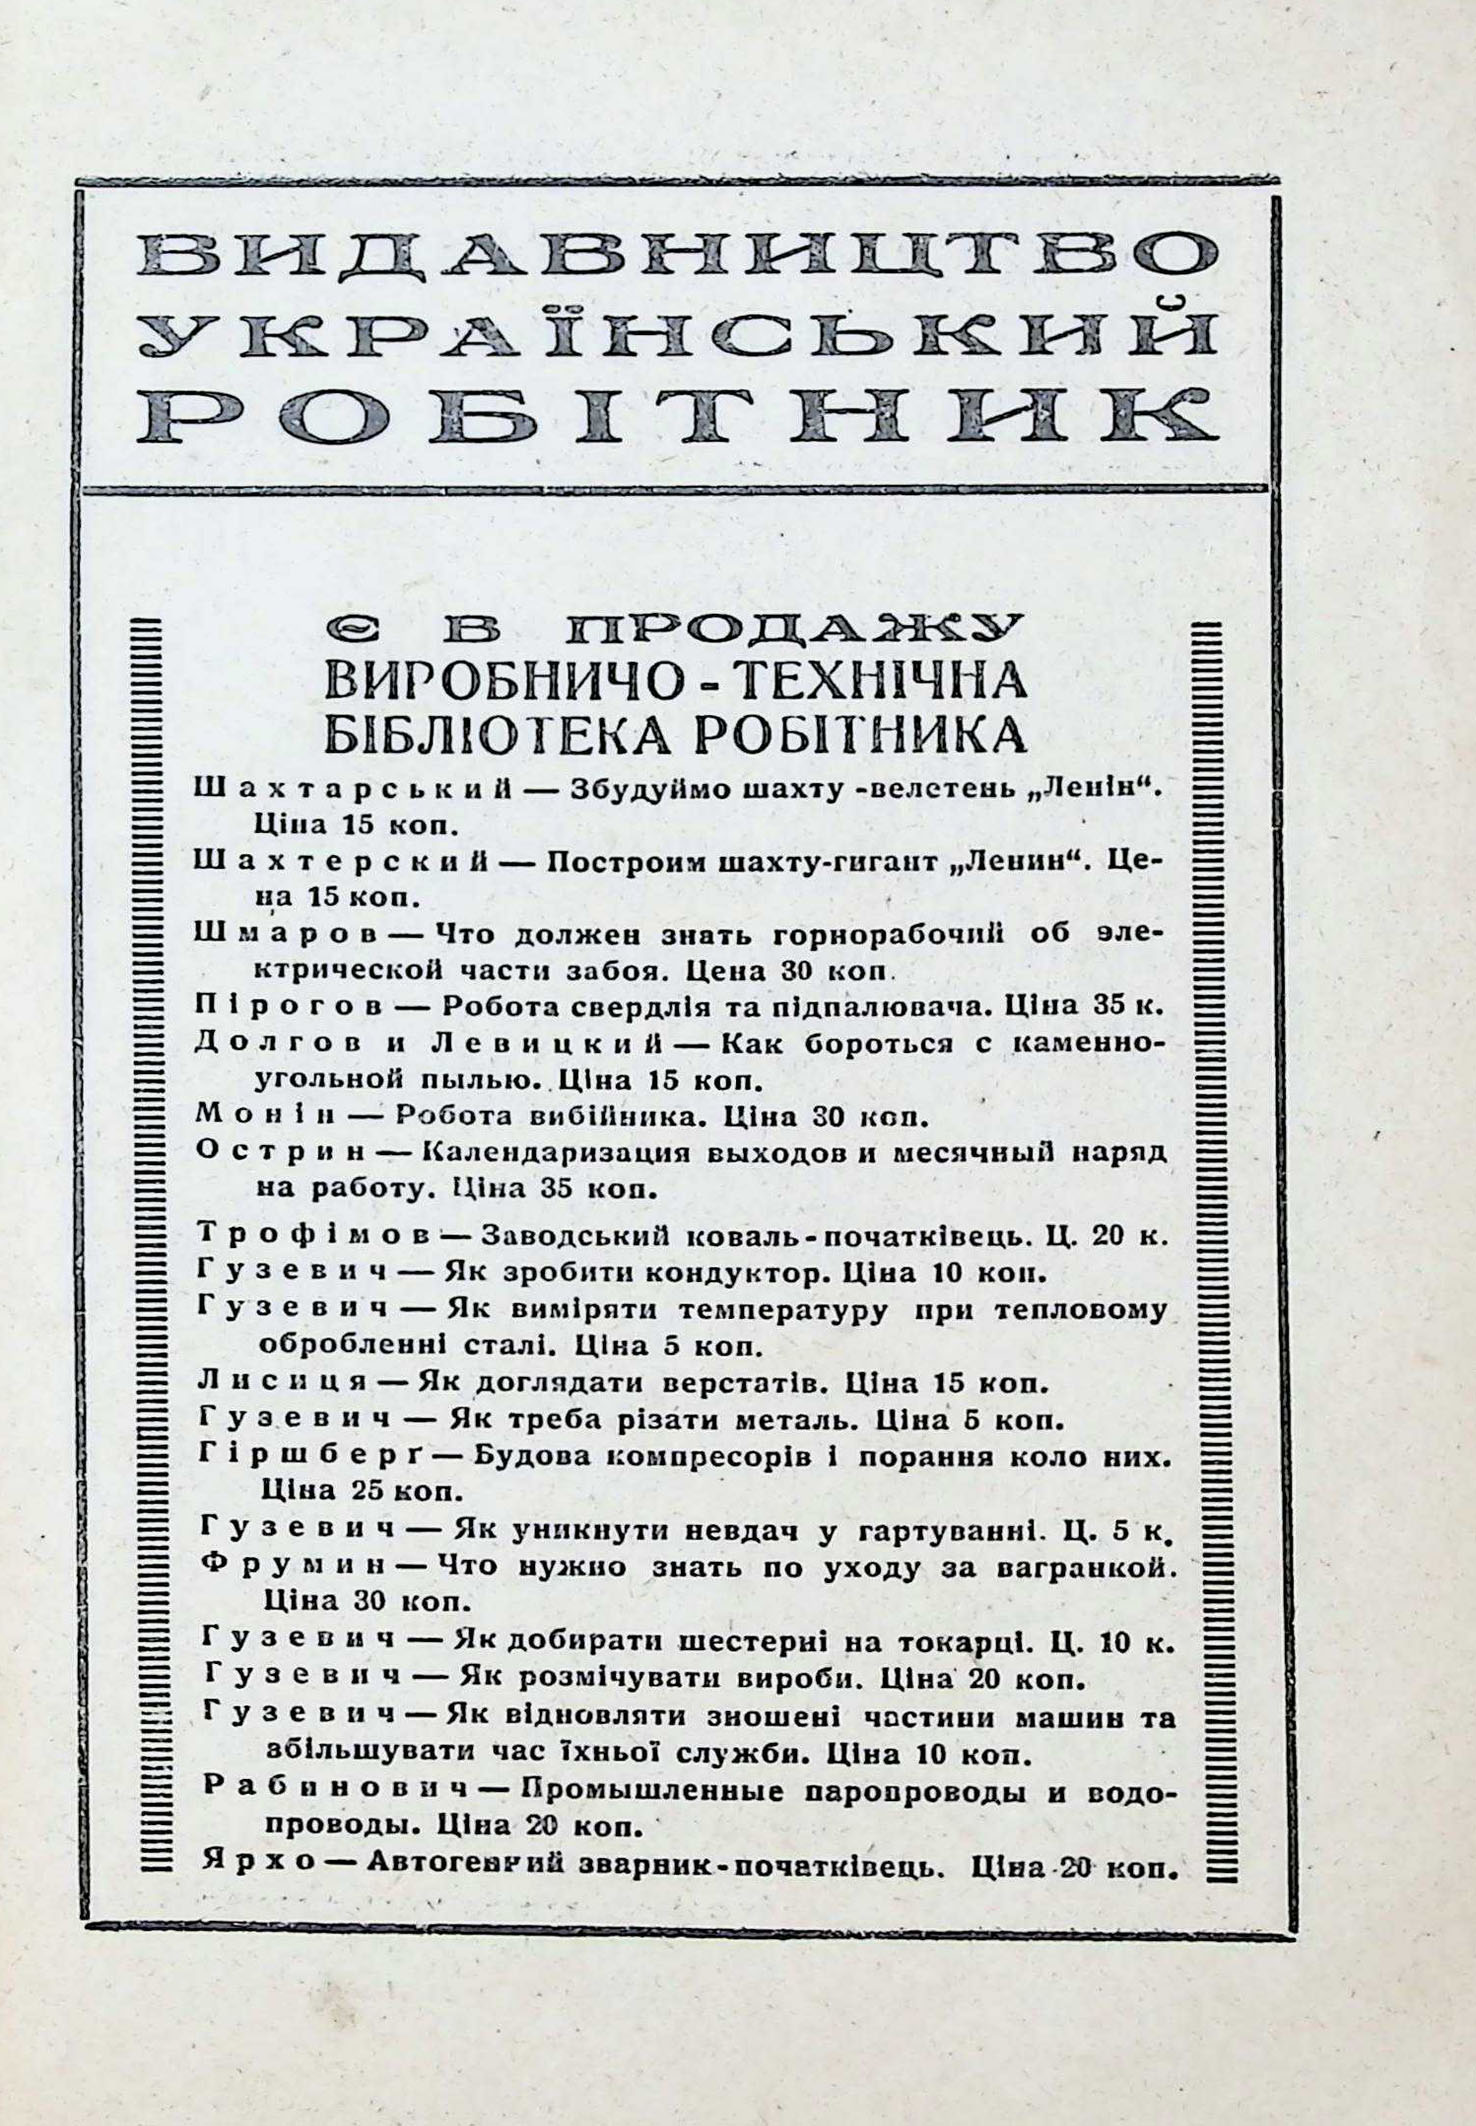 ВИДАВНИЦТВО
УКРАЇНСЬКИЙ
РОБІТНИК
Є В ПРОДАЖУ
ВИРОБНИЧО-ТЕХНІЧНА
БІБЛІОТЕКА РОБІТНИКА
Шахтарський — Збудуймо шахту-велетень „Ленін“.
Ціна 15 коп.
Шахтерский — Построим шахту-гигант „Ленин“. Це-
на 15 коп.
Шмаров — Что должен знать горнорабочий об эле-
ктрической части забоя. Цена 30 коп.
Пірогов — Робота свердлія та підпалювача. Ціна 35 к.
Долгов и Левицкий — Как бороться с каменно-
угольной пылью. Ціна 15 коп.
Монін — Робота вибійника. Ціна 30 коп.
Острин — Календаризация выходов и месячный наряд
на работу. Ціна 35 коп.
Трофімов — Заводський коваль-початківець. Ц. 20 к.
Гузевич — Як зробити кондуктор. Ціна 10 коп.
Гузевич — Як виміряти температуру при тепловому
обробленні сталі. Ціна 5 коп.
Лисиця — Як доглядати верстатів. Ціна 15 коп.
Гузевич — Як треба різати металь. Ціна 5 коп.
Гіршберґ — Будова компресорів і порання коло них.
Ціна 25 коп.
Гузевич — Як уникнути невдач у гартуванні. Ц. 5 к.
Фрумин — Что нужно знать по уходу за вагранкой.
Ціна 30 коп.
Гузевич — Як добирати шестерні на токарці. Ц. 10 к.
Гузевич — Як розмічувати вироби. Ціна 20 коп.
Гузевич — Як відновляти зношені частини машин та
збільшувати час їхньої служби. Ціна 10 коп.
Рабинович — Промышленные паропроводы и водо-
проводы. Ціна 20 коп.
Ярхо — Автогенний зварник-початківець. Ціна 20 коп.